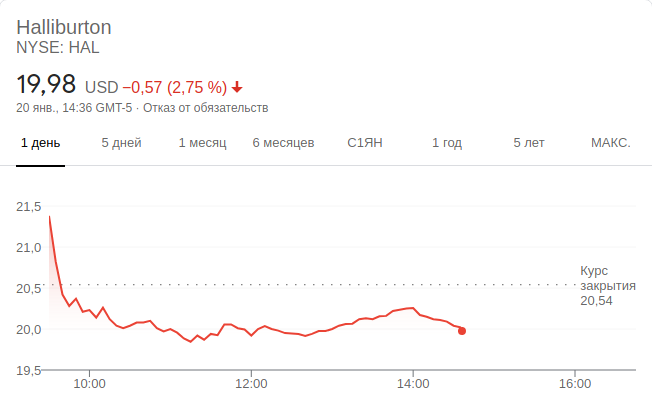 Halliburton
NYSE: HAL
19,98 USD −0,57 (2,75 %)
20 янв., 14:36 GMT-5 · Отказ от обязательств
1 день 5 дней 1 месяц 6 месяцев С1ЯН 1 год 5 лет МАКС.
21,5
21,0
20,5
20,0
19,5
Курс
закрытия
20,54
10:00 12:00 14:00 16:00